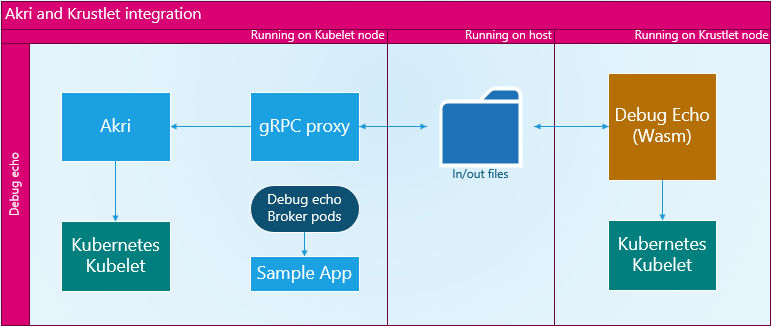 Akri and Krustlet integration
Running on Kubelet node
Running on host
Running on Krustlet node
Debug echo
Akri
gRPC proxy
In/out files
Debug Echo
(Wasm)
Kubernetes
Kubelet
Debug echo
Broker pods
Sample App
Kubernetes
Kubelet